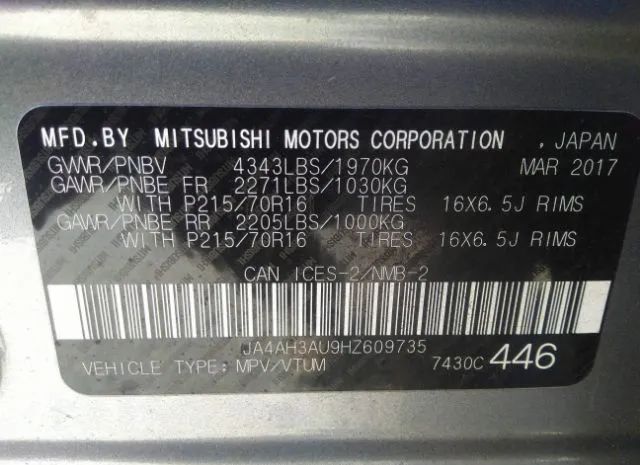 MFD.BY MITSUBISHI MOTORS CORPORATION , JAPAN
GVWR/PNBV 4343LBS/1970KG MAR 2017
GAWR/PNBE FR 2271LBS/1030KG
WITH P215/70R16 TIRES 16X6.5J RIMS
GAWR/PNBE RR 2205LBS/1000KG
WITH P215/70R16 TIRES 16X6.5J RIMS
CAN ICES-2/NMB-2
JA4AH3AU9HZ609735
VEHICLE TYPE: MPV/VTUM 7430C 446